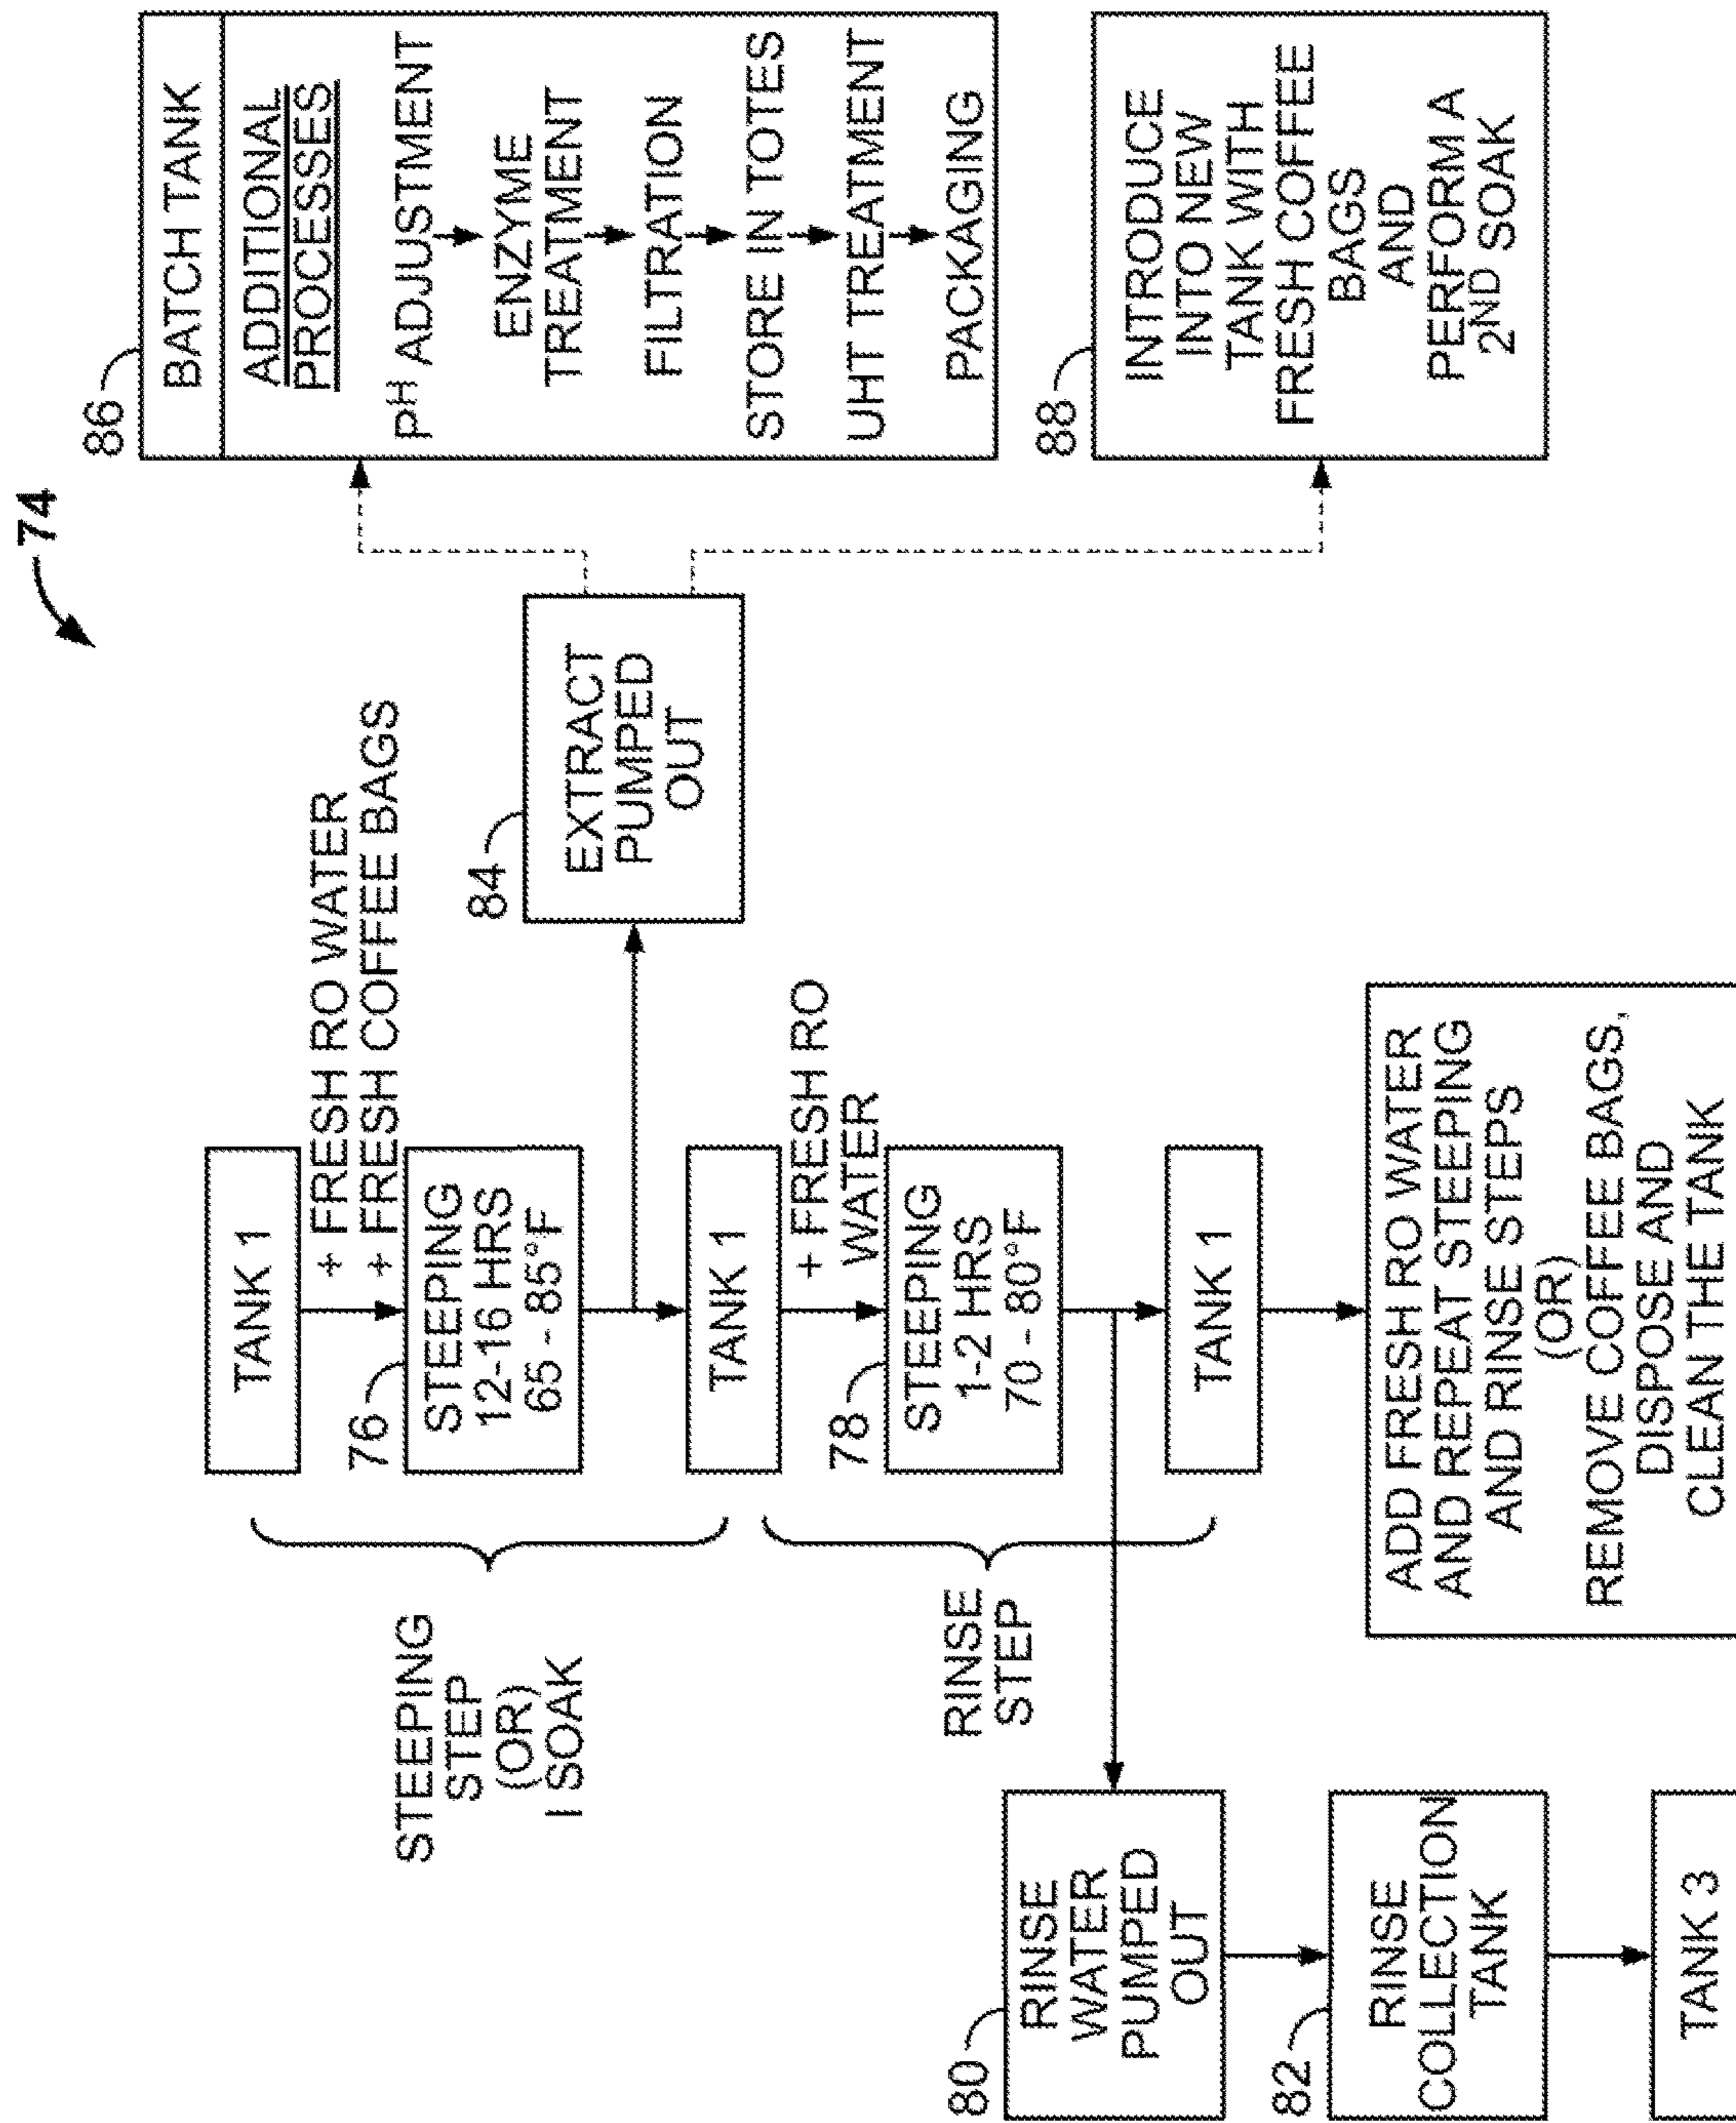 74
TANK 1
+ FRESH RO WATER
+ FRESH COFFEE BAGS
76
STEEPING
12-16 HRS
65 - 85°F
STEEPING
STEP
(OR)
I SOAK
TANK 1
+ FRESH RO
WATER
78
STEEPING
1-2 HRS
70 - 80°F
RINSE
STEP
TANK 1
ADD FRESH RO WATER
AND REPEAT STEEPING
AND RINSE STEPS
(OR)
REMOVE COFFEE BAGS,
DISPOSE AND
CLEAN THE TANK
80
RINSE
WATER
PUMPED
OUT
82
RINSE
COLLECTION
TANK
TANK 3
84
EXTRACT
PUMPED
OUT
86
BATCH TANK
ADDITIONAL
PROCESSES
PH ADJUSTMENT
ENZYME
TREATMENT
FILTRATION
STORE IN TOTES
UHT TREATMENT
PACKAGING
88
INTRODUCE
INTO NEW
TANK WITH
FRESH COFFEE
BAGS
AND
PERFORM A
2ND SOAK